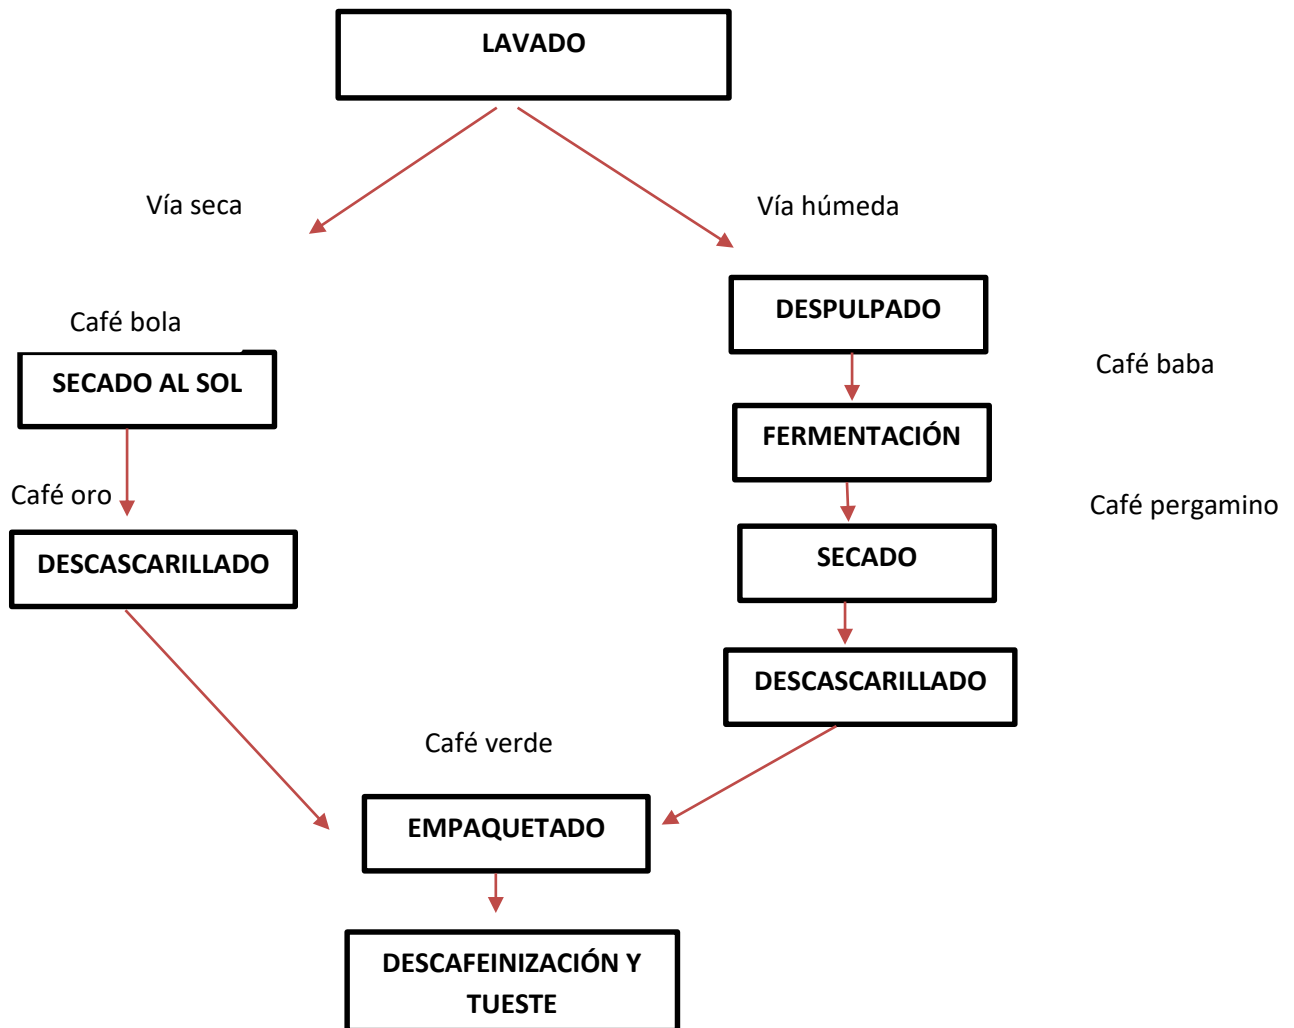 LAVADO
Vía seca
Vía húmeda
Café bola
SECADO AL SOL
Café oro
DESCASCARILLADO
DESPULPADO
Café baba
FERMENTACIÓN
Café pergamino
SECADO
DESCASCARILLADO
Café verde
EMPAQUETADO
DESCAFEINIZACIÓN Y
TUESTE